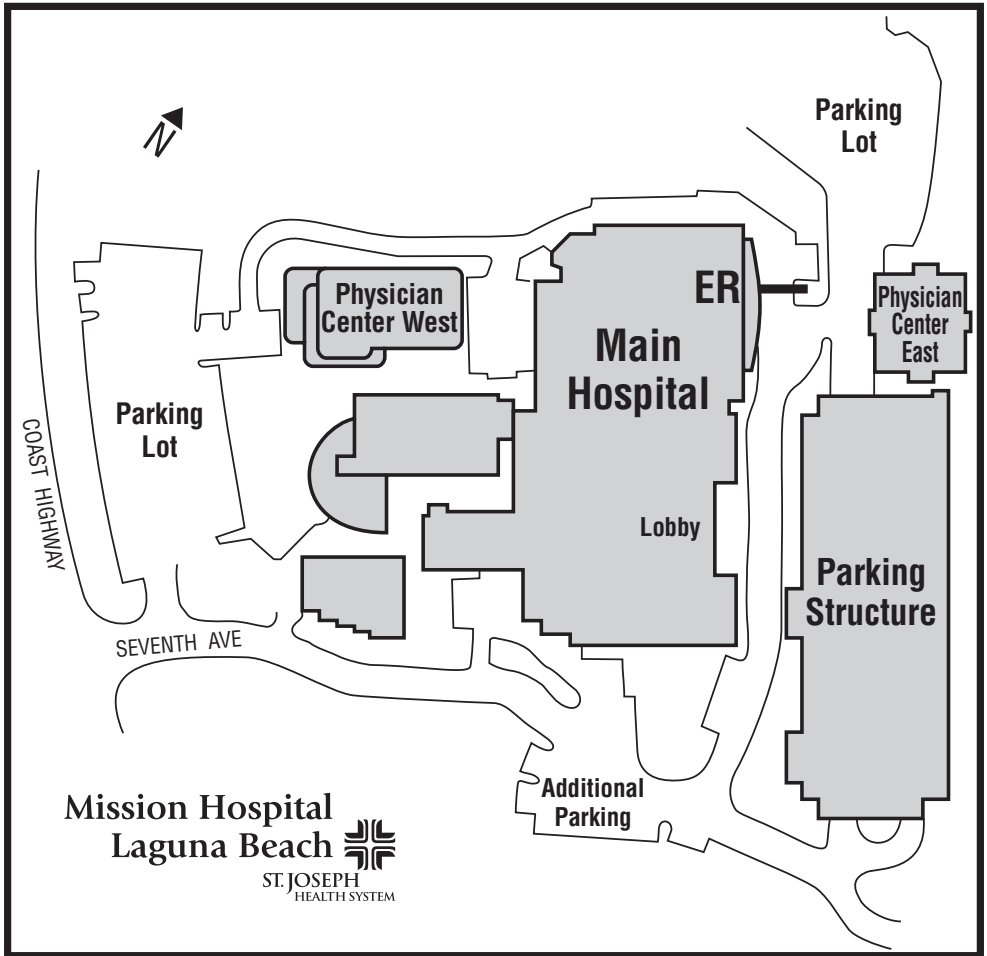 Parking
Lot
N
Physician
Center West
ER
Physician
Center
East
Main
Hospital
Parking
Lot
COAST HIGHWAY
Lobby
Parking
Structure
SEVENTH AVE
Additional
Parking
Mission Hospital
Laguna Beach
ST. JOSEPH
HEALTH SYSTEM